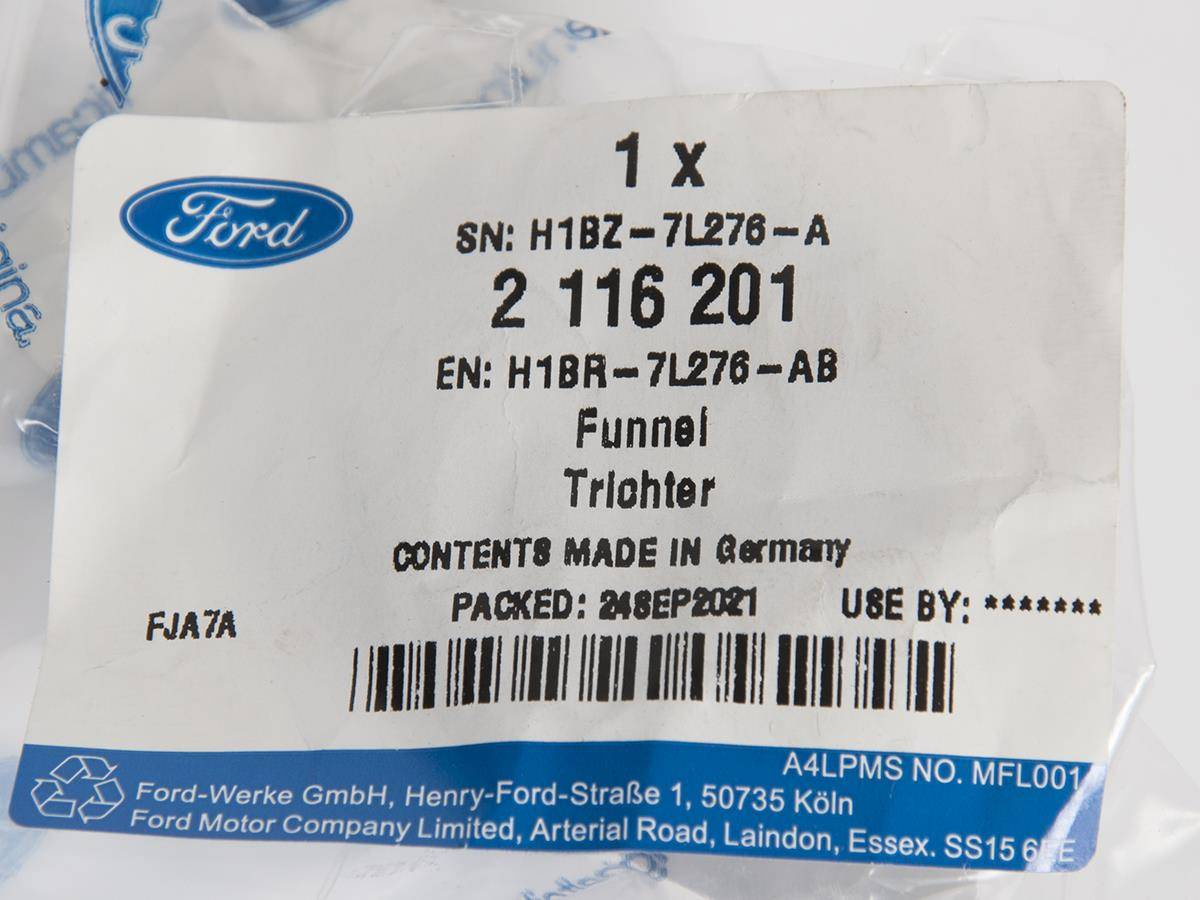 Ford
1 x
SN: H1BZ-7L276-A
2 116 201
EN: H1BR-7L276-AB
Funnel
Trichter
CONTENTS MADE IN Germany
PACKED: 24SEP2021 USE BY: *******
FJA7A
A4LPMS NO. MFL001
Ford-Werke GmbH, Henry-Ford-Straße 1, 50735 Köln
Ford Motor Company Limited, Arterial Road, Laindon, Essex. SS15